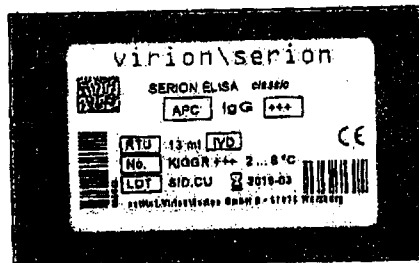 virion\serion
SERION ELISA classic
APC IgG +++
RTU 13 ml IVD
CE
No. +++ 2 ... 8 °C
LOT SID.CU 2019-03